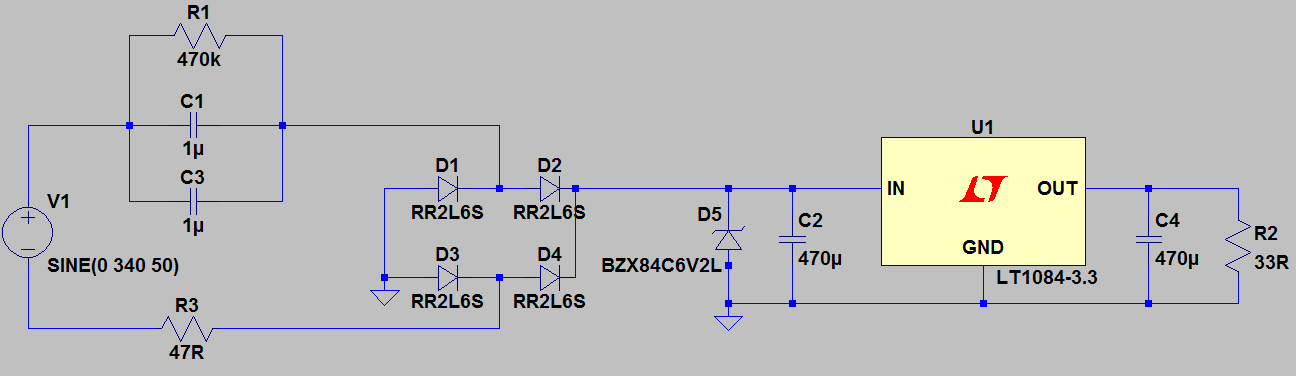 R1
470k
C1
1µ
C3
1µ
V1
SINE(0 340 50)
R3
47R
D1
RR2L6S
D2
RR2L6S
D3
RR2L6S
D4
RR2L6S
D5
BZX84C6V2L
C2
470µ
U1
IN
OUT
GND
LT1084-3.3
C4
470µ
R2
33R